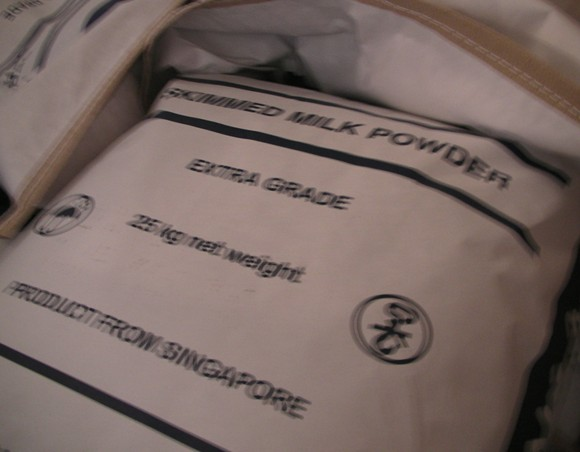 SKIMMED MILK POWDER
EXTRA GRADE
25 kg net weight
PRODUCT FROM SINGAPORE